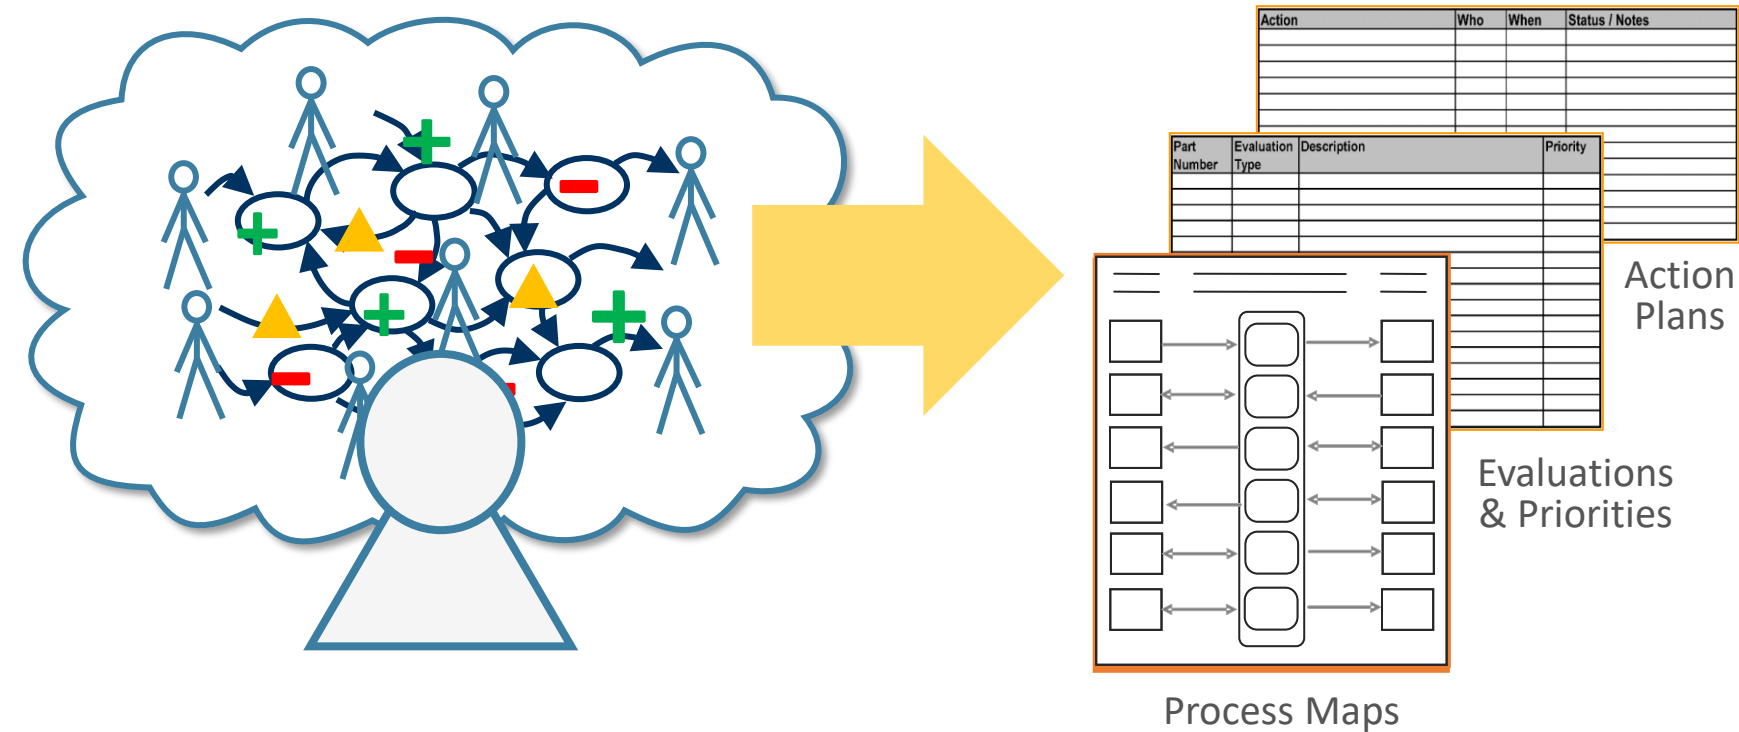 Action Who When Status / Notes
Part Evaluation Description Priority
Number Type
Action
Plans
Evaluations
& Priorities
Process Maps